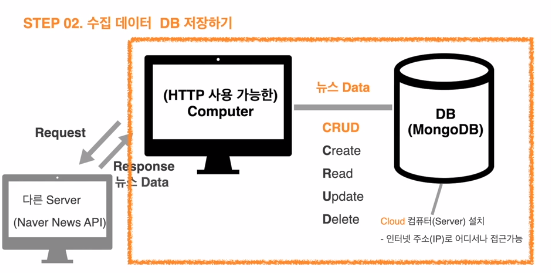 STEP 02. 수집 데이터 DB 저장하기
(HTTP 사용 가능한)
Computer
뉴스 Data
DB
(MongoDB)
CRUD
Create
Read
Update
Delete
Request
Response
뉴스 Data
다른 Server
(Naver News API)
Cloud 컴퓨터(Server) 설치
- 인터넷 주소(IP)로 어디서나 접근가능